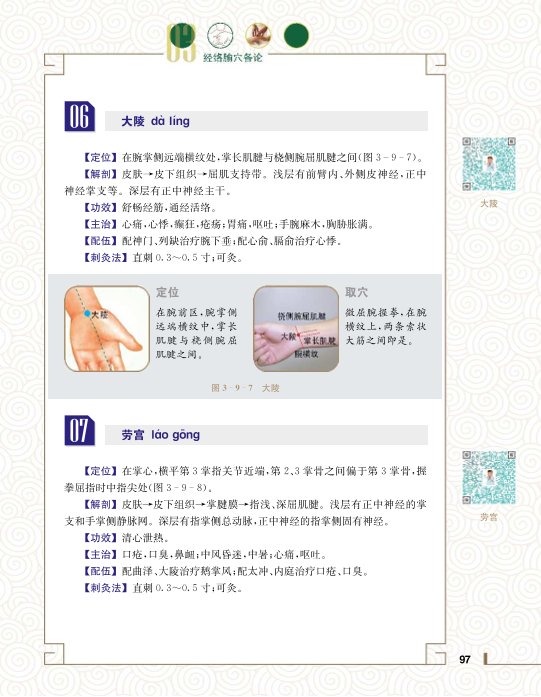 03
经络腧穴各论
06
大陵 dà líng
【定位】在腕掌侧远端横纹处,掌长肌腱与桡侧腕屈肌腱之间(图 3-9-7)。
【解剖】皮肤→皮下组织→屈肌支持带。浅层有前臂内、外侧皮神经,正中
神经掌支等。深层有正中神经主干。
【功效】舒畅经筋,通经活络。
【主治】心痛,心悸,癫狂,疮疡;胃痛,呕吐;手腕麻木,胸胁胀满。
【配伍】配神门、列缺治疗腕下垂;配心俞、膈俞治疗心悸。
【刺灸法】直刺 0.3~0.5 寸;可灸。
大陵
定位
在腕前区,腕掌侧
远端横纹中,掌长
肌腱与桡侧腕屈
肌腱之间。
大陵
桡侧腕屈肌腱
大陵
掌长肌腱
腕横纹
取穴
微屈腕握拳,在腕
横纹上,两条索状
大筋之间即是。
图 3-9-7 大陵
07
劳宫 láo gōng
【定位】在掌心,横平第 3 掌指关节近端,第 2、3 掌骨之间偏于第 3 掌骨,握
拳屈指时中指尖处(图 3-9-8)。
【解剖】皮肤→皮下组织→掌腱膜→指浅、深屈肌腱。浅层有正中神经的掌
支和手掌侧静脉网。深层有指掌侧总动脉,正中神经的指掌侧固有神经。
【功效】清心泄热。
【主治】口疮,口臭,鼻衄;中风昏迷,中暑;心痛,呕吐。
【配伍】配曲泽、大陵治疗鹅掌风;配太冲、内庭治疗口疮、口臭。
【刺灸法】直刺 0.3~0.5 寸;可灸。
劳宫
97